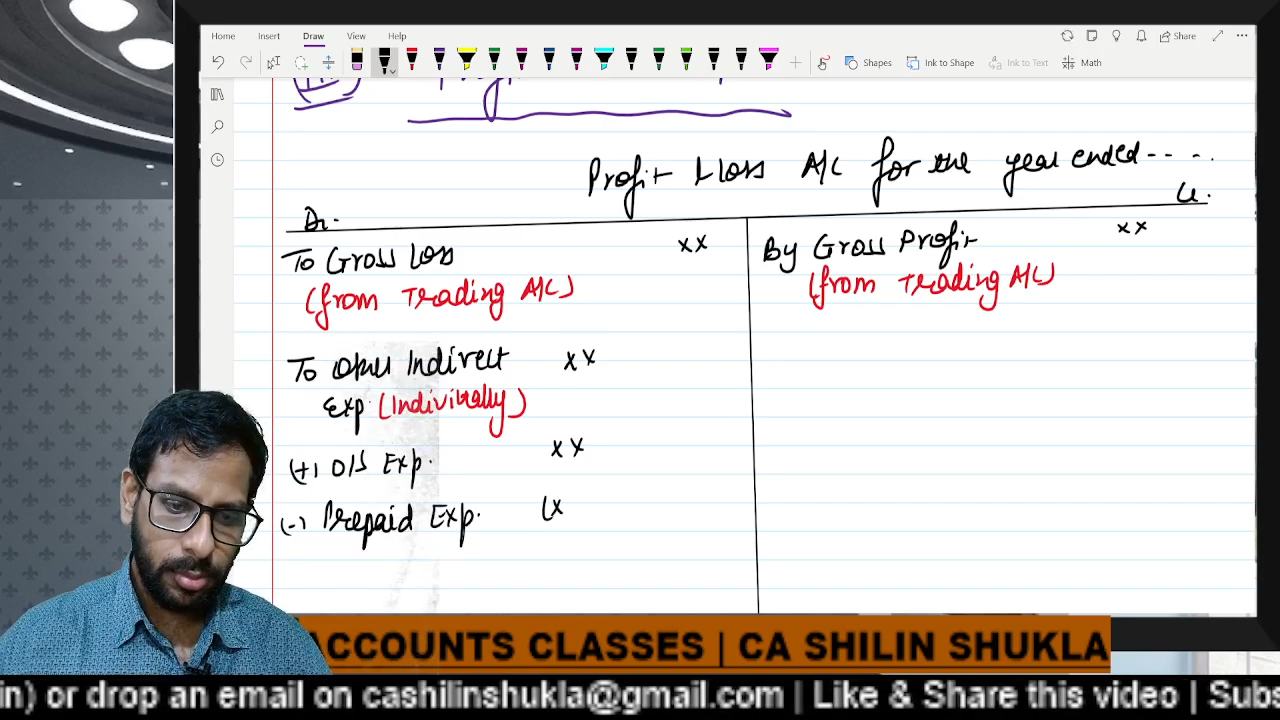 Home Insert Draw View Help
Share
Shapes Ink to Shape Ink to Text Math
Profit & Loss A/c for the year ended -- - -
Dr. Cr.
To Gross Loss xx By Gross Profit xx
(from Trading A/c) (from Trading A/c)
To Indirect xx
Exp (Indivirally)
(+) O/S Exp. xx
(-) Prepaid Exp. (x
ACCOUNTS CLASSES | CA SHILIN SHUKLA
in) or drop an email on cashilinshukla@gmail.com | Like & Share this video | Subs